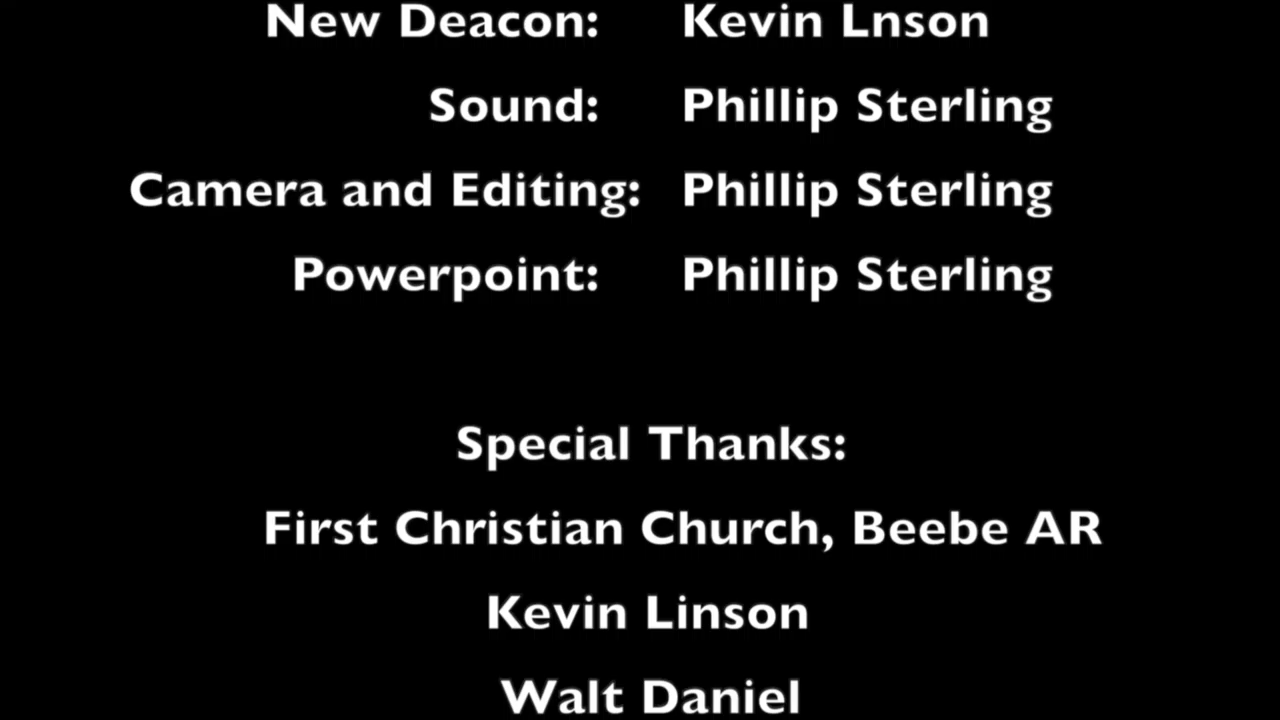 New Deacon: Kevin Lnson
Sound: Phillip Sterling
Camera and Editing: Phillip Sterling
Powerpoint: Phillip Sterling
Special Thanks:
First Christian Church, Beebe AR
Kevin Linson
Walt Daniel